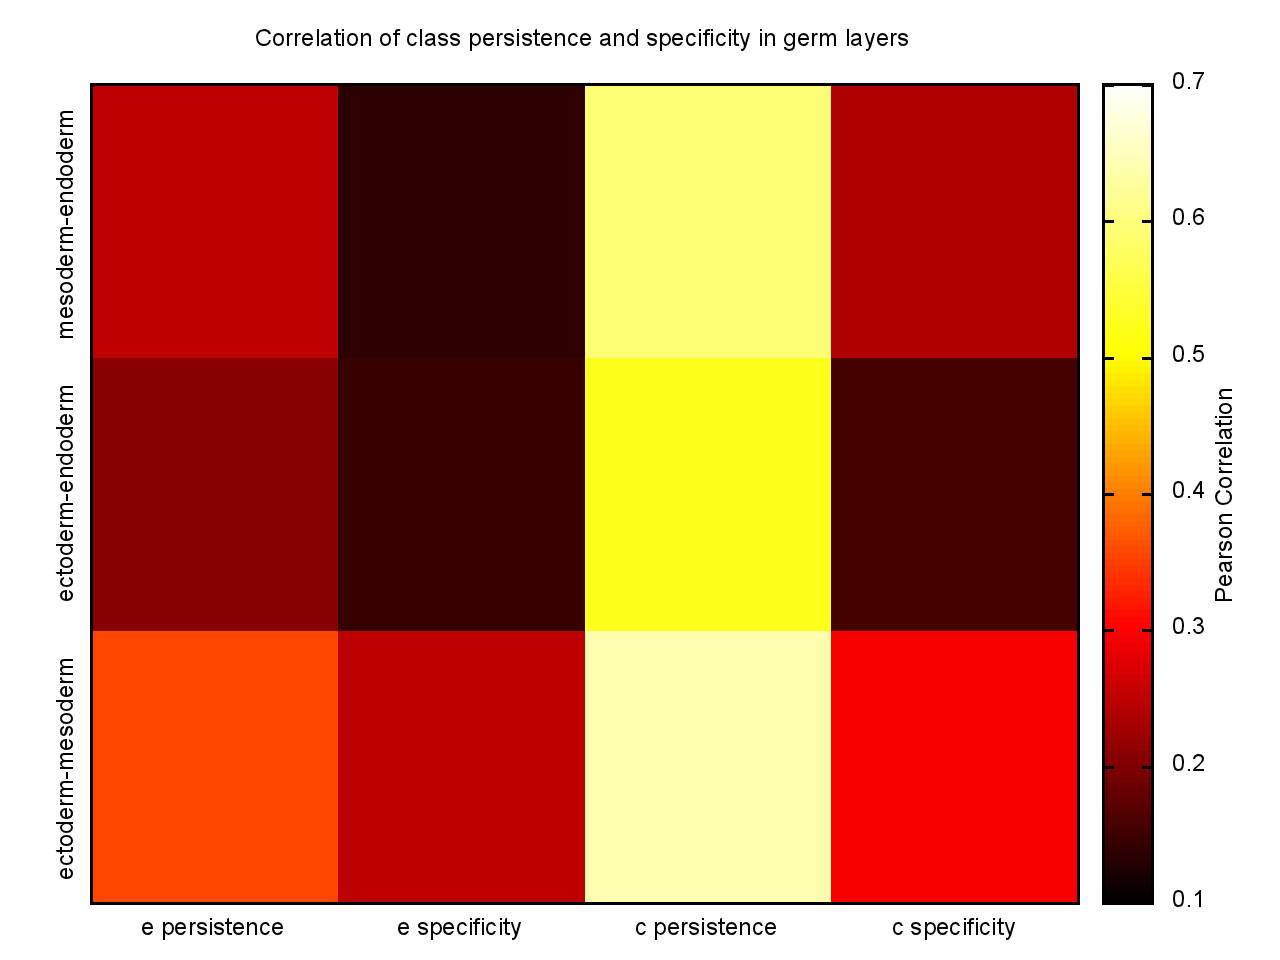 Correlation of class persistence and specificity in germ layers
mesoderm-endoderm
ectoderm-endoderm
ectoderm-mesoderm
e persistence
e specificity
c persistence
c specificity
0.7
0.6
0.5
0.4
0.3
0.2
0.1
Pearson Correlation